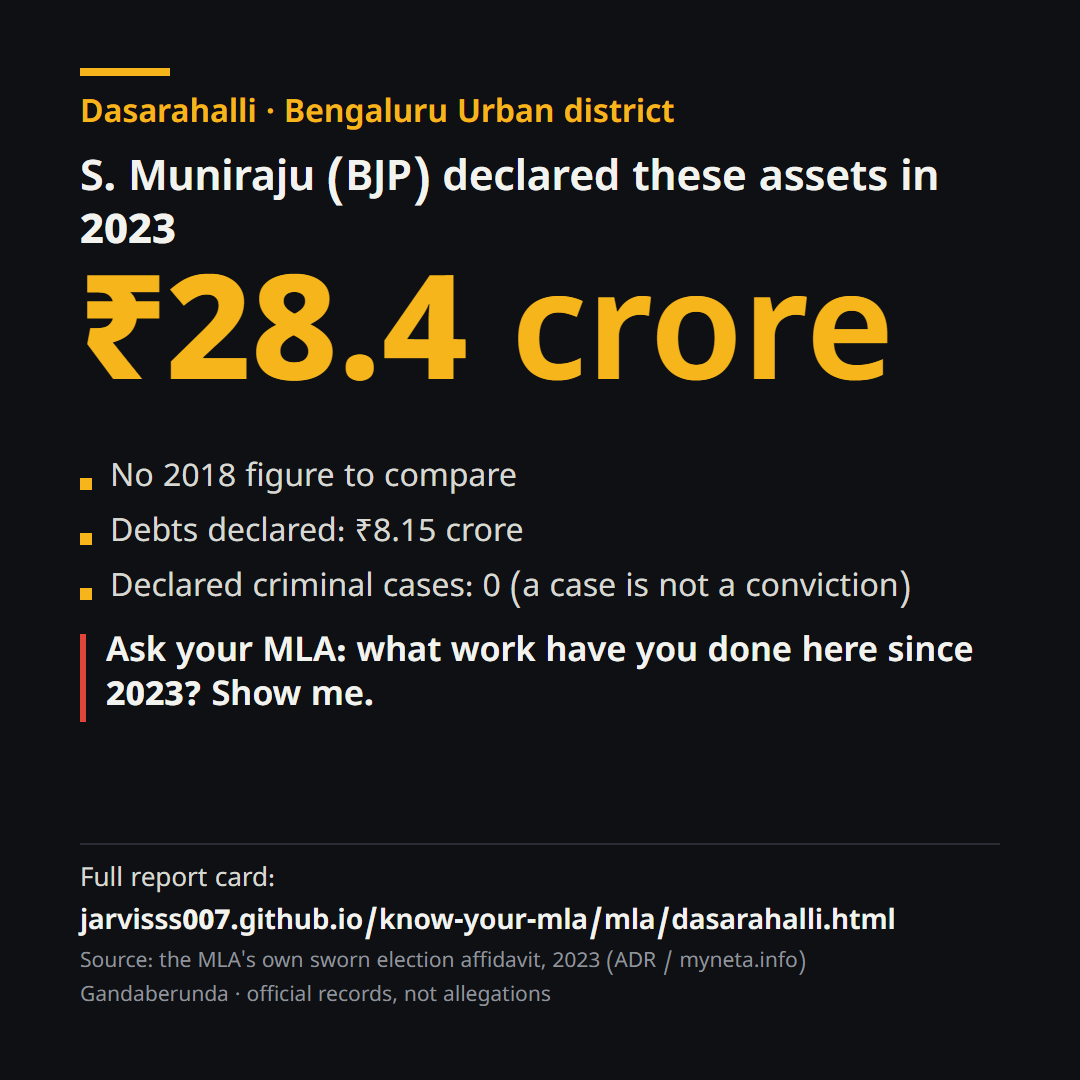 Dasarahalli · Bengaluru Urban district
S. Muniraju (BJP) declared these assets in
2023
₹28.4 crore
No 2018 figure to compare
Debts declared: ₹8.15 crore
Declared criminal cases: 0 (a case is not a conviction)
Ask your MLA: what work have you done here since
2023? Show me.
Full report card:
jarvisss007.github.io/know-your-mla/mla/dasarahalli.html
Source: the MLA's own sworn election affidavit, 2023 (ADR / myneta.info)
Gandaberunda · official records, not allegations